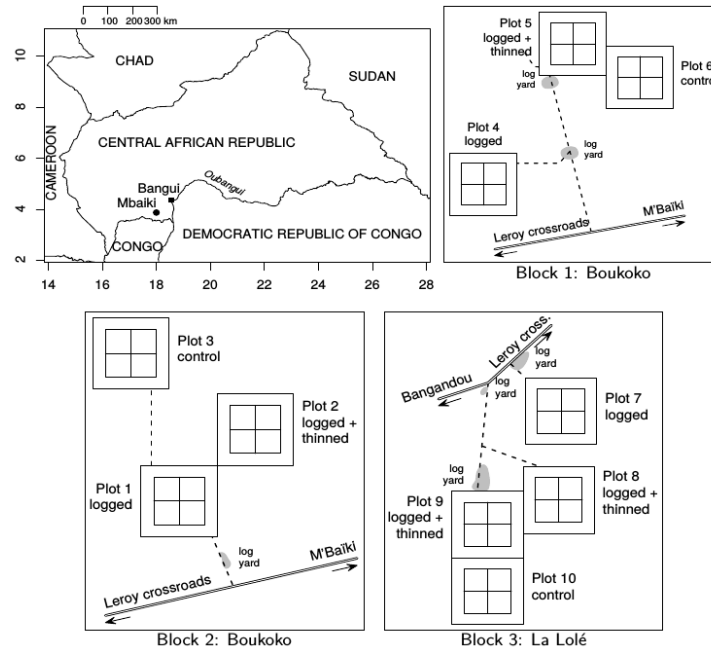 0 100 200 300 km
10
8
6
4
2
14 16 18 20 22 24 26 28
CHAD
SUDAN
CAMEROON
CENTRAL AFRICAN REPUBLIC
Oubangui
Bangui
Mbaiki
CONGO
DEMOCRATIC REPUBLIC OF CONGO
Plot 5
logged +
thinned
Plot 6
control
log
yard
Plot 4
logged
log
yard
M'Baïki
Leroy crossroads
Block 1: Boukoko
Plot 3
control
Plot 2
logged +
thinned
Plot 1
logged
log
yard
M'Baïki
Leroy crossroads
Block 2: Boukoko
Leroy cross.
log
yard
Bangandou
log
yard
Plot 7
logged
log
yard
Plot 8
logged +
thinned
Plot 9
logged +
thinned
Plot 10
control
Block 3: La Lolé